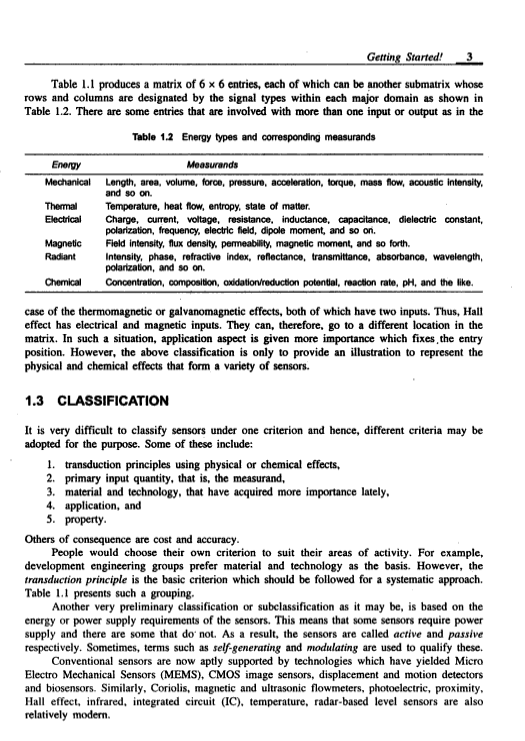 Getting Started! 3
Table 1.1 produces a matrix of 6 × 6 entries, each of which can be another submatrix whose
rows and columns are designated by the signal types within each major domain as shown in
Table 1.2. There are some entries that are involved with more than one input or output as in the
Table 1.2 Energy types and corresponding measurands
Energy Measurands
Mechanical Length, area, volume, force, pressure, acceleration, torque, mass flow, acoustic intensity,
and so on.
Thermal Temperature, heat flow, entropy, state of matter.
Electrical Charge, current, voltage, resistance, inductance, capacitance, dielectric constant,
polarization, frequency, electric field, dipole moment, and so on.
Magnetic Field intensity, flux density, permeability, magnetic moment, and so forth.
Radiant Intensity, phase, refractive index, reflectance, transmittance, absorbance, wavelength,
polarization, and so on.
Chemical Concentration, composition, oxidation/reduction potential, reaction rate, pH, and the like.
case of the thermomagnetic or galvanomagnetic effects, both of which have two inputs. Thus, Hall
effect has electrical and magnetic inputs. They can, therefore, go to a different location in the
matrix. In such a situation, application aspect is given more importance which fixes the entry
position. However, the above classification is only to provide an illustration to represent the
physical and chemical effects that form a variety of sensors.
1.3 CLASSIFICATION
It is very difficult to classify sensors under one criterion and hence, different criteria may be
adopted for the purpose. Some of these include:
1. transduction principles using physical or chemical effects,
2. primary input quantity, that is, the measurand,
3. material and technology, that have acquired more importance lately,
4. application, and
5. property.
Others of consequence are cost and accuracy.
People would choose their own criterion to suit their areas of activity. For example,
development engineering groups prefer material and technology as the basis. However, the
transduction principle is the basic criterion which should be followed for a systematic approach.
Table 1.1 presents such a grouping.
Another very preliminary classification or subclassification as it may be, is based on the
energy or power supply requirements of the sensors. This means that some sensors require power
supply and there are some that do not. As a result, the sensors are called active and passive
respectively. Sometimes, terms such as self-generating and modulating are used to qualify these.
Conventional sensors are now aptly supported by technologies which have yielded Micro
Electro Mechanical Sensors (MEMS), CMOS image sensors, displacement and motion detectors
and biosensors. Similarly, Coriolis, magnetic and ultrasonic flowmeters, photoelectric, proximity,
Hall effect, infrared, integrated circuit (IC), temperature, radar-based level sensors are also
relatively modern.